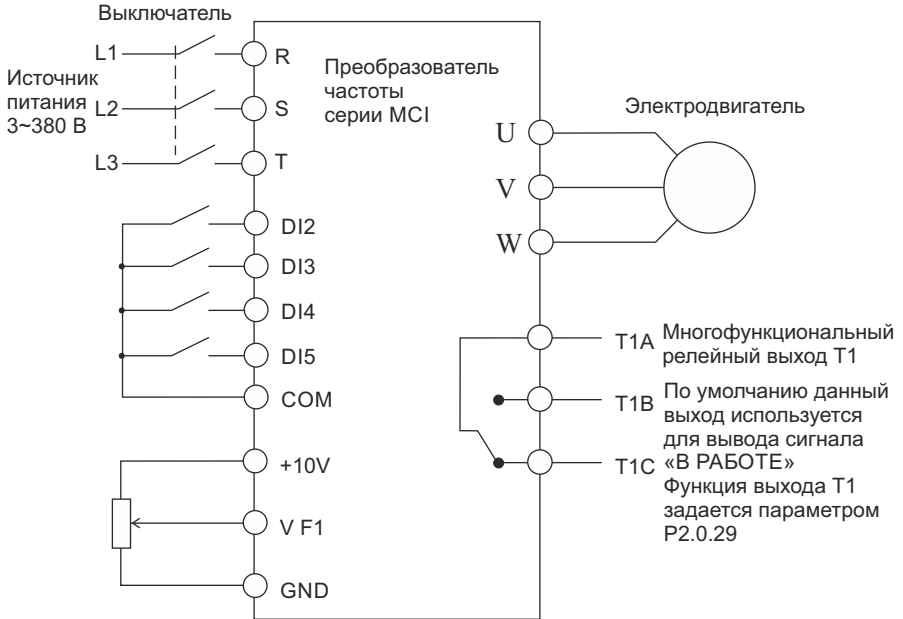 Выключатель
L1
L2
L3
Источник
питания
3~380 В
R
S
T
Преобразователь
частоты
серии MCI
Электродвигатель
U
V
W
DI2
DI3
DI4
DI5
COM
+10V
V F1
GND
T1A
T1B
T1C
Многофункциональный
релейный выход T1
По умолчанию данный
выход используется
для вывода сигнала
«В РАБОТЕ»
Функция выхода T1
задается параметром
P2.0.29